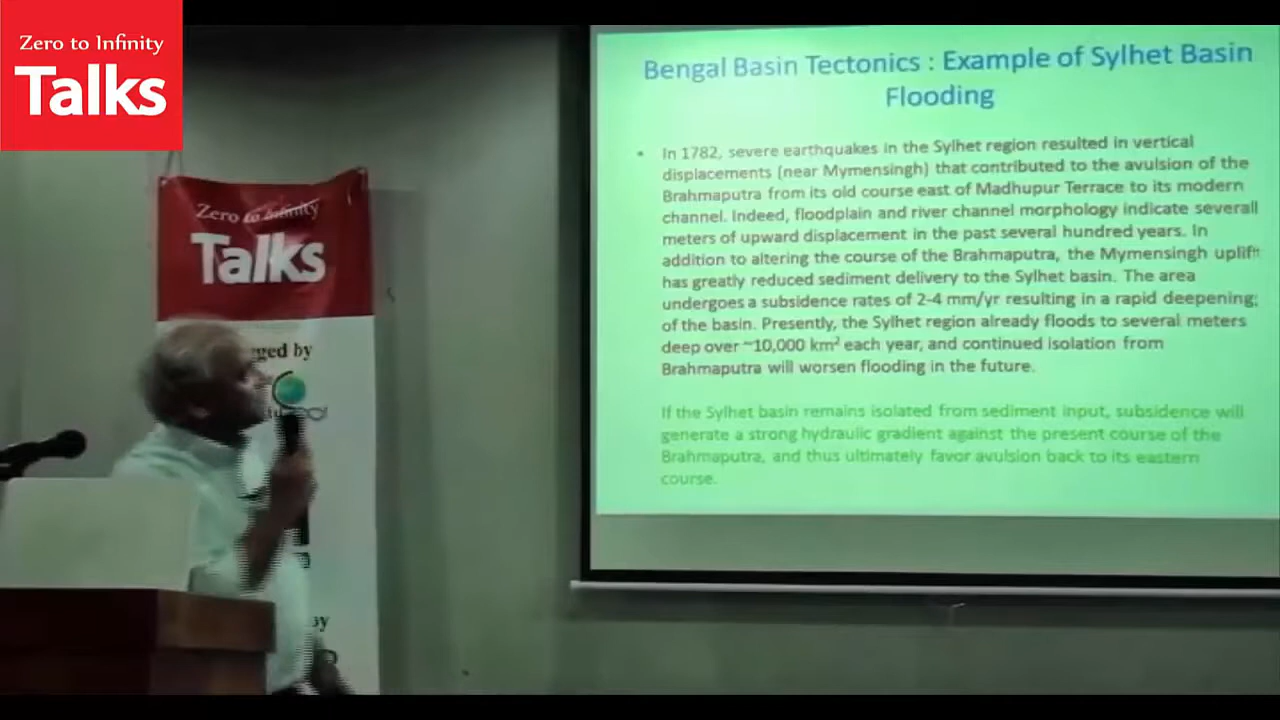 Zero to Infinity
Talks
Zero to Infinity
Talks
ged by
by
Bengal Basin Tectonics : Example of Sylhet Basin
Flooding
• In 1782, severe earthquakes in the Sylhet region resulted in vertical
displacements (near Mymensingh) that contributed to the avulsion of the
Brahmaputra from its old course east of Madhupur Terrace to its modern
channel. Indeed, floodplain and river channel morphology indicate severall
meters of upward displacement in the past several hundred years. In
addition to altering the course of the Brahmaputra, the Mymensingh uplift
has greatly reduced sediment delivery to the Sylhet basin. The area
undergoes a subsidence rates of 2-4 mm/yr resulting in a rapid deepening
of the basin. Presently, the Sylhet region already floods to several meters
deep over ~10,000 km² each year, and continued isolation from
Brahmaputra will worsen flooding in the future.
If the Sylhet basin remains isolated from sediment input, subsidence will
generate a strong hydraulic gradient against the present course of the
Brahmaputra, and thus ultimately favor avulsion back to its eastern
course.